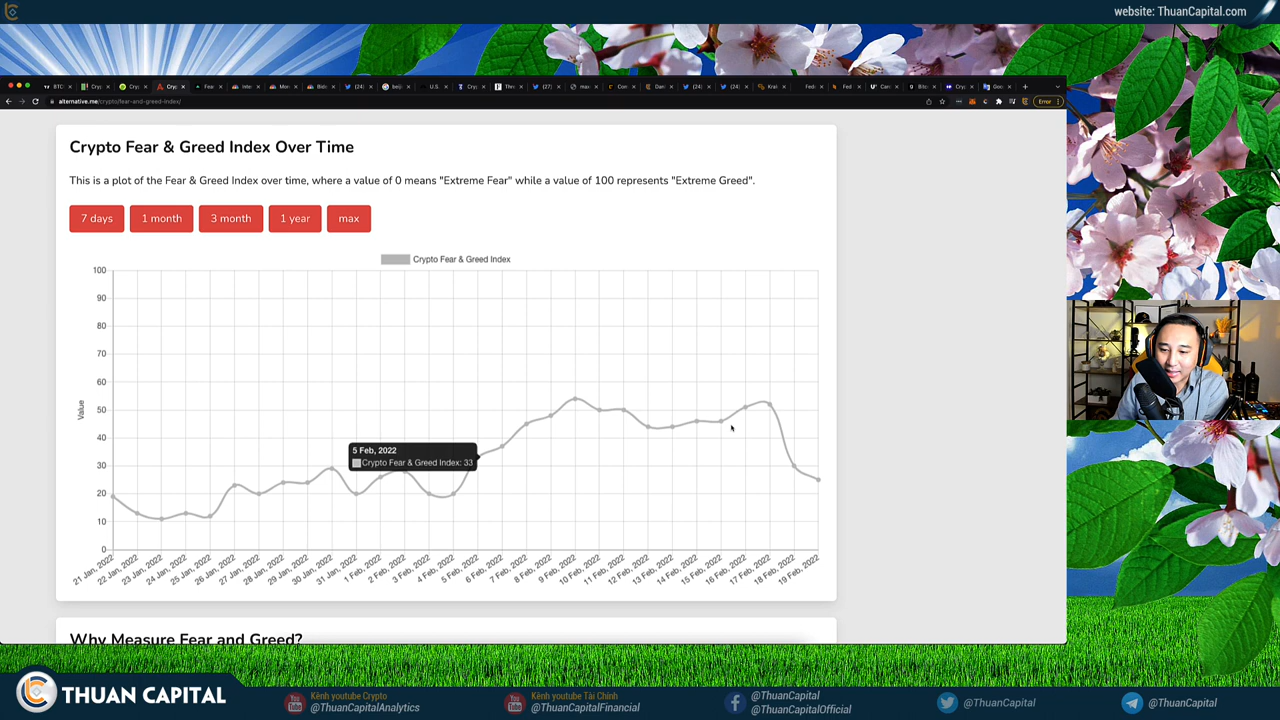 website: ThuanCapital.com
alternative.me/crypto/fear-and-greed-index/
Error
Crypto Fear & Greed Index Over Time
This is a plot of the Fear & Greed Index over time, where a value of 0 means "Extreme Fear" while a value of 100 represents "Extreme Greed".
7 days
1 month
3 month
1 year
max
Crypto Fear & Greed Index
100
90
80
70
60
50
40
30
20
10
0
Value
5 Feb, 2022
Crypto Fear & Greed Index: 33
21 Jan, 2022
22 Jan, 2022
23 Jan, 2022
24 Jan, 2022
25 Jan, 2022
26 Jan, 2022
27 Jan, 2022
28 Jan, 2022
29 Jan, 2022
30 Jan, 2022
31 Jan, 2022
1 Feb, 2022
2 Feb, 2022
3 Feb, 2022
4 Feb, 2022
5 Feb, 2022
6 Feb, 2022
7 Feb, 2022
8 Feb, 2022
9 Feb, 2022
10 Feb, 2022
11 Feb, 2022
12 Feb, 2022
13 Feb, 2022
14 Feb, 2022
15 Feb, 2022
16 Feb, 2022
17 Feb, 2022
18 Feb, 2022
19 Feb, 2022
Why Measure Fear and Greed?
THUAN CAPITAL
Kênh youtube Crypto
@ThuanCapitalAnalytics
Kênh youtube Tài Chính
@ThuanCapitalFinancial
@ThuanCapital
@ThuanCapitalOfficial
@ThuanCapital
@ThuanCapital